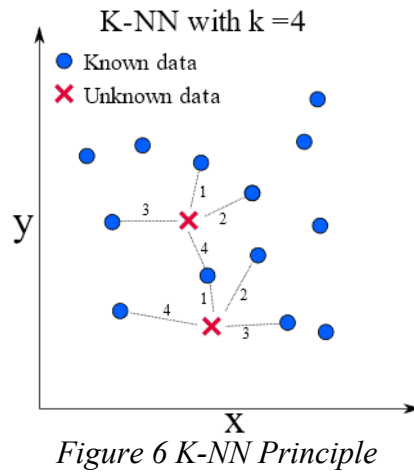 K-NN with k =4
Known data
Unknown data
1
3
2
y
4
1
2
4
3
x
Figure 6 K-NN Principle